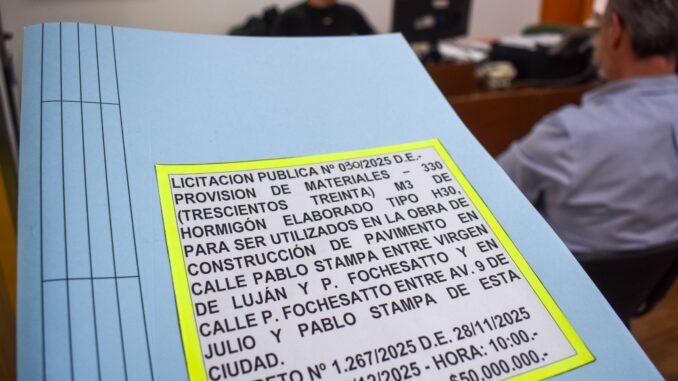 LICITACION PUBLICA Nº 030/2025 D.E.-
PROVISION DE MATERIALES – 330
(TRESCIENTOS TREINTA) M3 DE
HORMIGÓN ELABORADO TIPO H30,
PARA SER UTILIZADOS EN LA OBRA DE
CONSTRUCCIÓN DE PAVIMENTO EN
CALLE PABLO STAMPA ENTRE VIRGEN
DE LUJÁN Y P. FOCHESATTO Y EN
CALLE P. FOCHESATTO ENTRE AV. 9 DE
JULIO Y PABLO STAMPA DE ESTA
CIUDAD.
RETO Nº 1.267/2025 D.E. 28/11/2025
/12/2025 - HORA: 10:00.-
$50.000.000.-